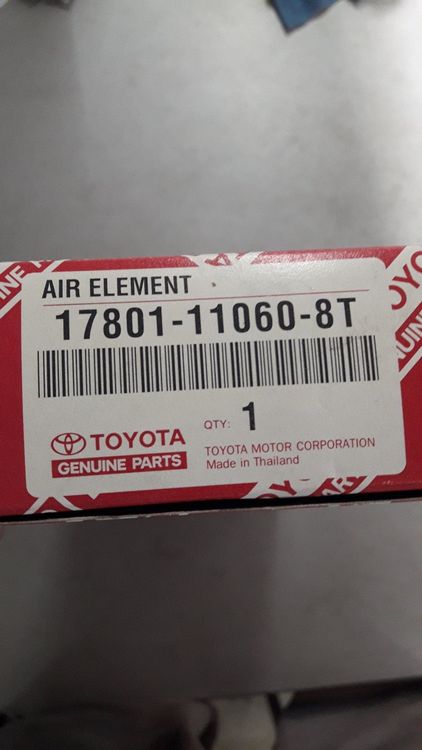 AIR ELEMENT
17801-11060-8T
QTY: 1
TOYOTA
GENUINE PARTS
TOYOTA MOTOR CORPORATION
Made in Thailand